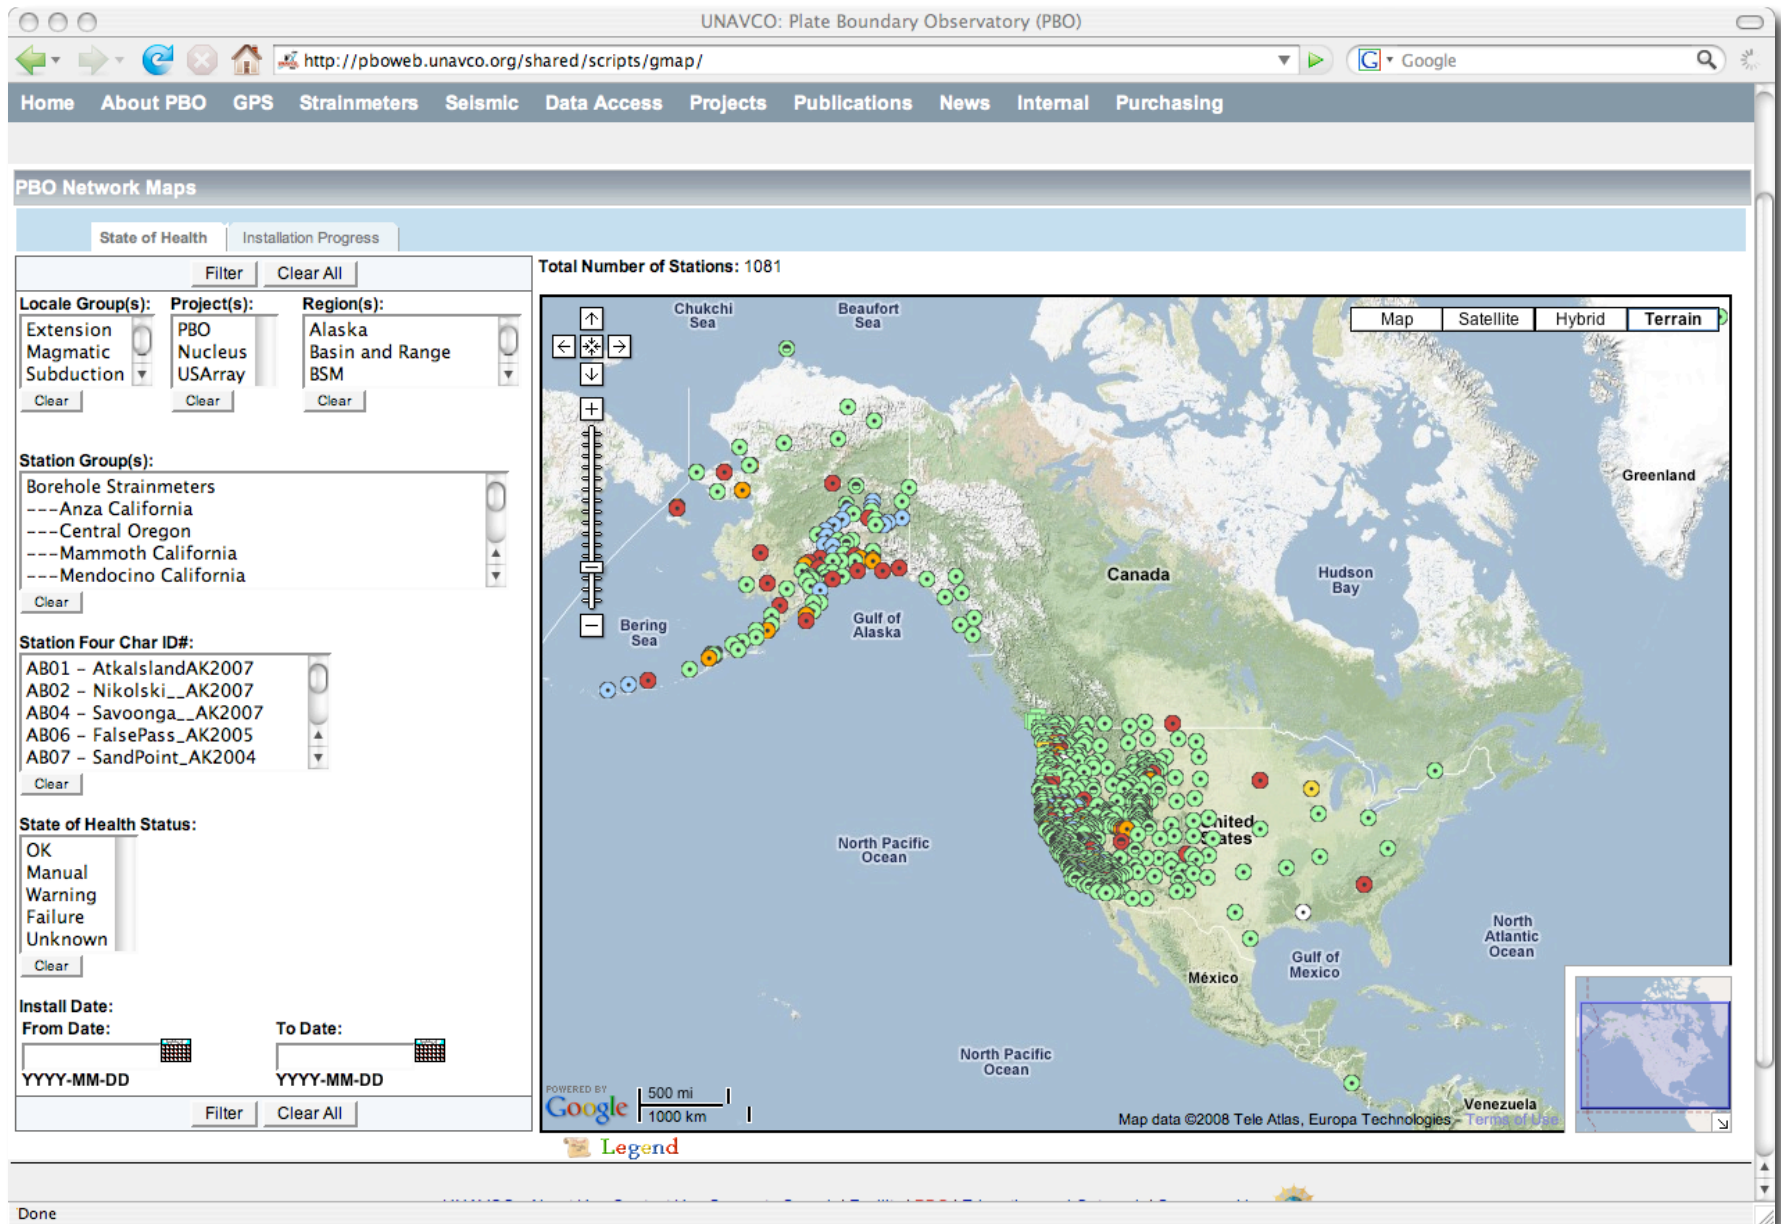 UNAVCO: Plate Boundary Observatory (PBO)
http://pboweb.unavco.org/shared/scripts/gmap/
G Google
Home About PBO GPS Strainmeters Seismic Data Access Projects Publications News Internal Purchasing
PBO Network Maps
State of Health Installation Progress
Filter Clear All
Total Number of Stations: 1081
Locale Group(s): Project(s): Region(s):
Extension PBO Alaska
Magmatic Nucleus Basin and Range
Subduction USArray BSM
Clear Clear Clear
Station Group(s):
Borehole Strainmeters
---Anza California
---Central Oregon
---Mammoth California
---Mendocino California
Clear
Station Four Char ID#:
AB01 - AtkaIslandAK2007
AB02 - Nikolski__AK2007
AB04 - Savoonga__AK2007
AB06 - FalsePass_AK2005
AB07 - SandPoint_AK2004
Clear
State of Health Status:
OK
Manual
Warning
Failure
Unknown
Clear
Install Date:
From Date: To Date:
YYYY-MM-DD YYYY-MM-DD
Filter Clear All
Chukchi
Sea
Beaufort
Sea
Map Satellite Hybrid Terrain
Greenland
Canada
Hudson
Bay
Bering
Sea
Gulf of
Alaska
North Pacific
Ocean
United
States
North
Atlantic
Ocean
Gulf of
Mexico
México
North Pacific
Ocean
Venezuela
POWERED BY
Google
500 mi
1000 km
Map data ©2008 Tele Atlas, Europa Technologies - Terms of Use
Legend
Done